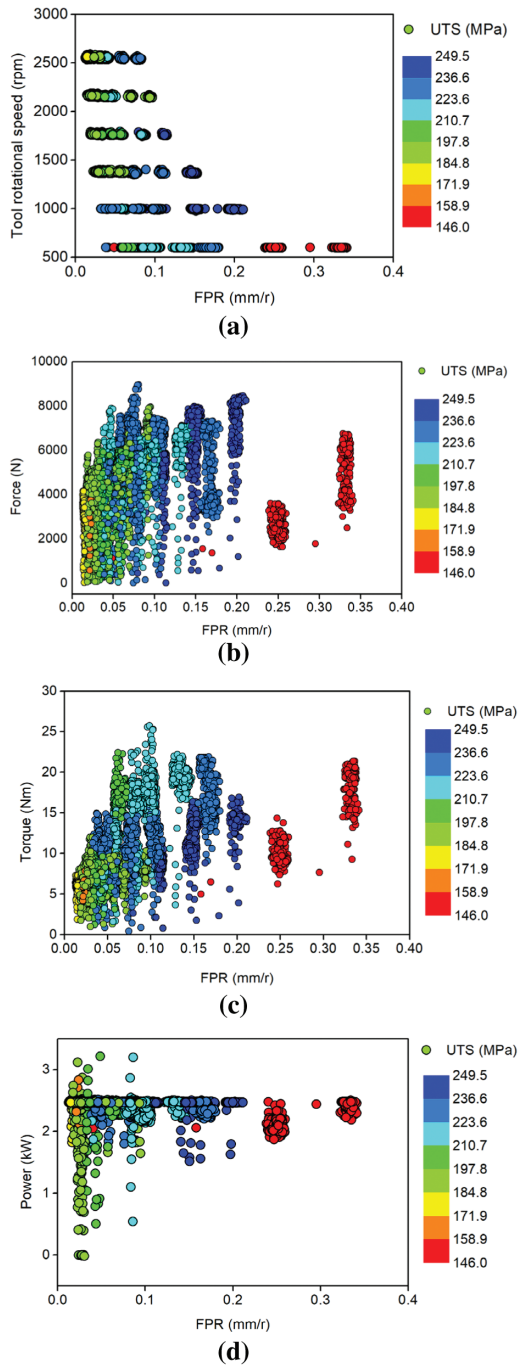 UTS (MPa)
3000
2500
2000
1500
1000
500
Tool rotational speed (rpm)
249.5
236.6
223.6
210.7
197.8
184.8
171.9
158.9
146.0
0.0 0.1 0.2 0.3 0.4
FPR (mm/r)
(a)
UTS (MPa)
10000
8000
6000
4000
2000
0
Force (N)
249.5
236.6
223.6
210.7
197.8
184.8
171.9
158.9
146.0
0.00 0.05 0.10 0.15 0.20 0.25 0.30 0.35 0.40
FPR (mm/r)
(b)
UTS (MPa)
30
25
20
15
10
5
0
Torque (Nm)
249.5
236.6
223.6
210.7
197.8
184.8
171.9
158.9
146.0
0.00 0.05 0.10 0.15 0.20 0.25 0.30 0.35 0.40
FPR (mm/r)
(c)
UTS (MPa)
3
2
1
0
Power (kW)
249.5
236.6
223.6
210.7
197.8
184.8
171.9
158.9
146.0
0.0 0.1 0.2 0.3 0.4
FPR (mm/r)
(d)